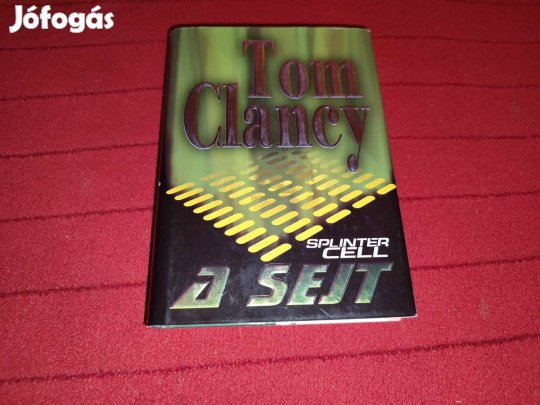 Jófogás
Tom
Clancy
SPLINTER
CELL
A SEJT